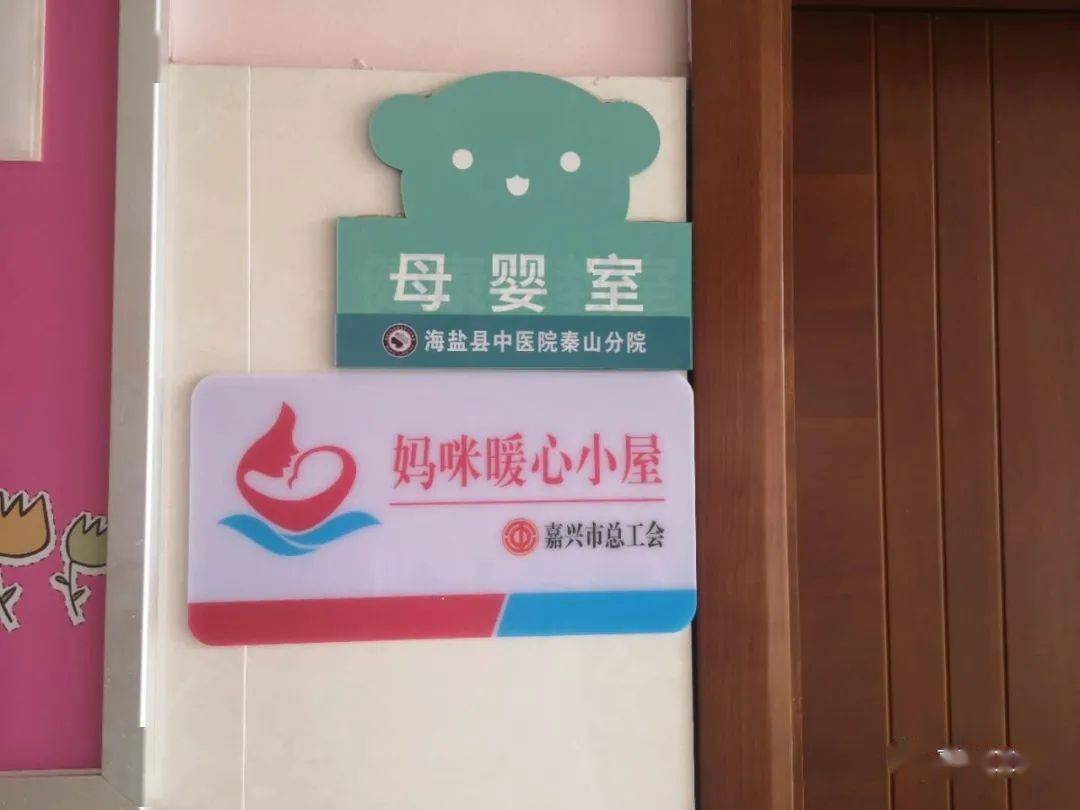 母婴室
海盐县中医院秦山分院
妈咪暖心小屋
嘉兴市总工会